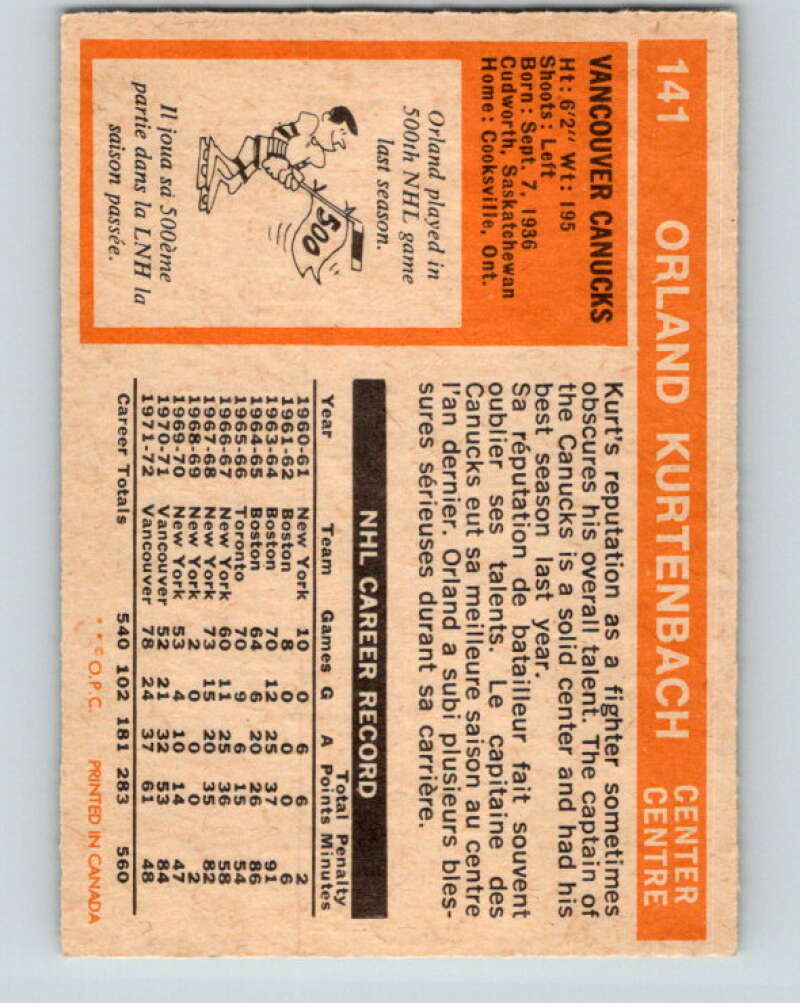 141 ORLAND KURTENBACH CENTER
CENTRE
VANCOUVER CANUCKS
Ht: 6'2" Wt: 195
Shoots: Left
Born: Sept. 7, 1936
Cudworth, Saskatchewan
Home: Cooksville, Ont.
Orland played in
500th NHL game
last season.
500
Il joua sa 500ème
partie dans la LNH la
saison passée.
Kurt's reputation as a fighter sometimes
obscures his overall talent. The captain of
the Canucks is a solid center and had his
best season last year.
Sa réputation de batailleur fait souvent
oublier ses talents. Le capitaine des
Canucks eut sa meilleure saison au centre
l'an dernier. Orland a subi plusieurs bles-
sures sérieuses durant sa carrière.
NHL CAREER RECORD
Total Penalty
Year Team Games G A Points Minutes
1960-61 New York 10 0 6 6 2
1961-62 Boston 8 0 0 0 6
1963-64 Boston 70 12 25 37 91
1964-65 Boston 64 6 20 26 86
1965-66 Toronto 70 9 6 15 54
1966-67 New York 60 11 25 36 58
1967-68 New York 73 15 20 35 82
1968-69 New York 2 0 0 0 2
1969-70 New York 53 4 10 14 47
1970-71 Vancouver 52 21 32 53 84
1971-72 Vancouver 78 24 37 61 48
Career Totals 540 102 181 283 560
* * © O.P.C. PRINTED IN CANADA